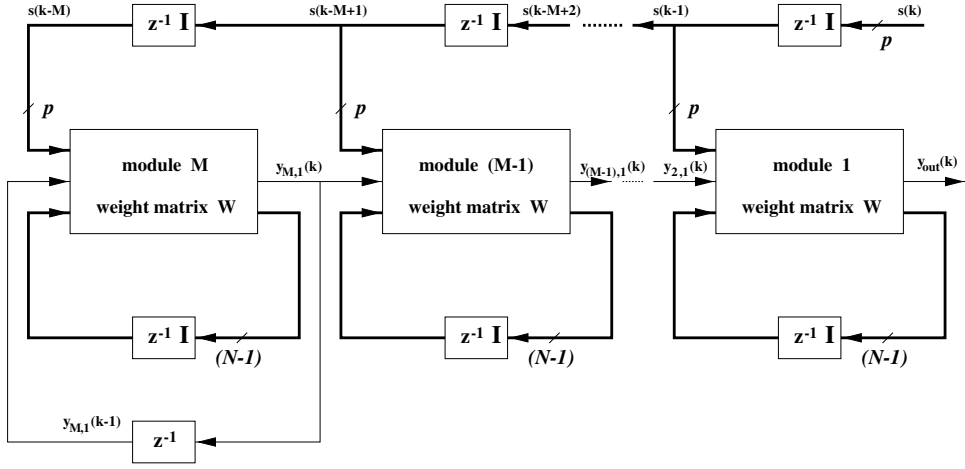 s(k-M)
z⁻¹ I
s(k-M+1)
z⁻¹ I
s(k-M+2)
s(k-1)
z⁻¹ I
s(k)
p
p
p
p
module M
weight matrix W
y_{M,1}(k)
module (M-1)
weight matrix W
y_{(M-1),1}(k)
y_{2,1}(k)
module 1
weight matrix W
y_{out}(k)
z⁻¹ I
(N-1)
z⁻¹ I
(N-1)
z⁻¹ I
(N-1)
y_{M,1}(k-1)
z⁻¹